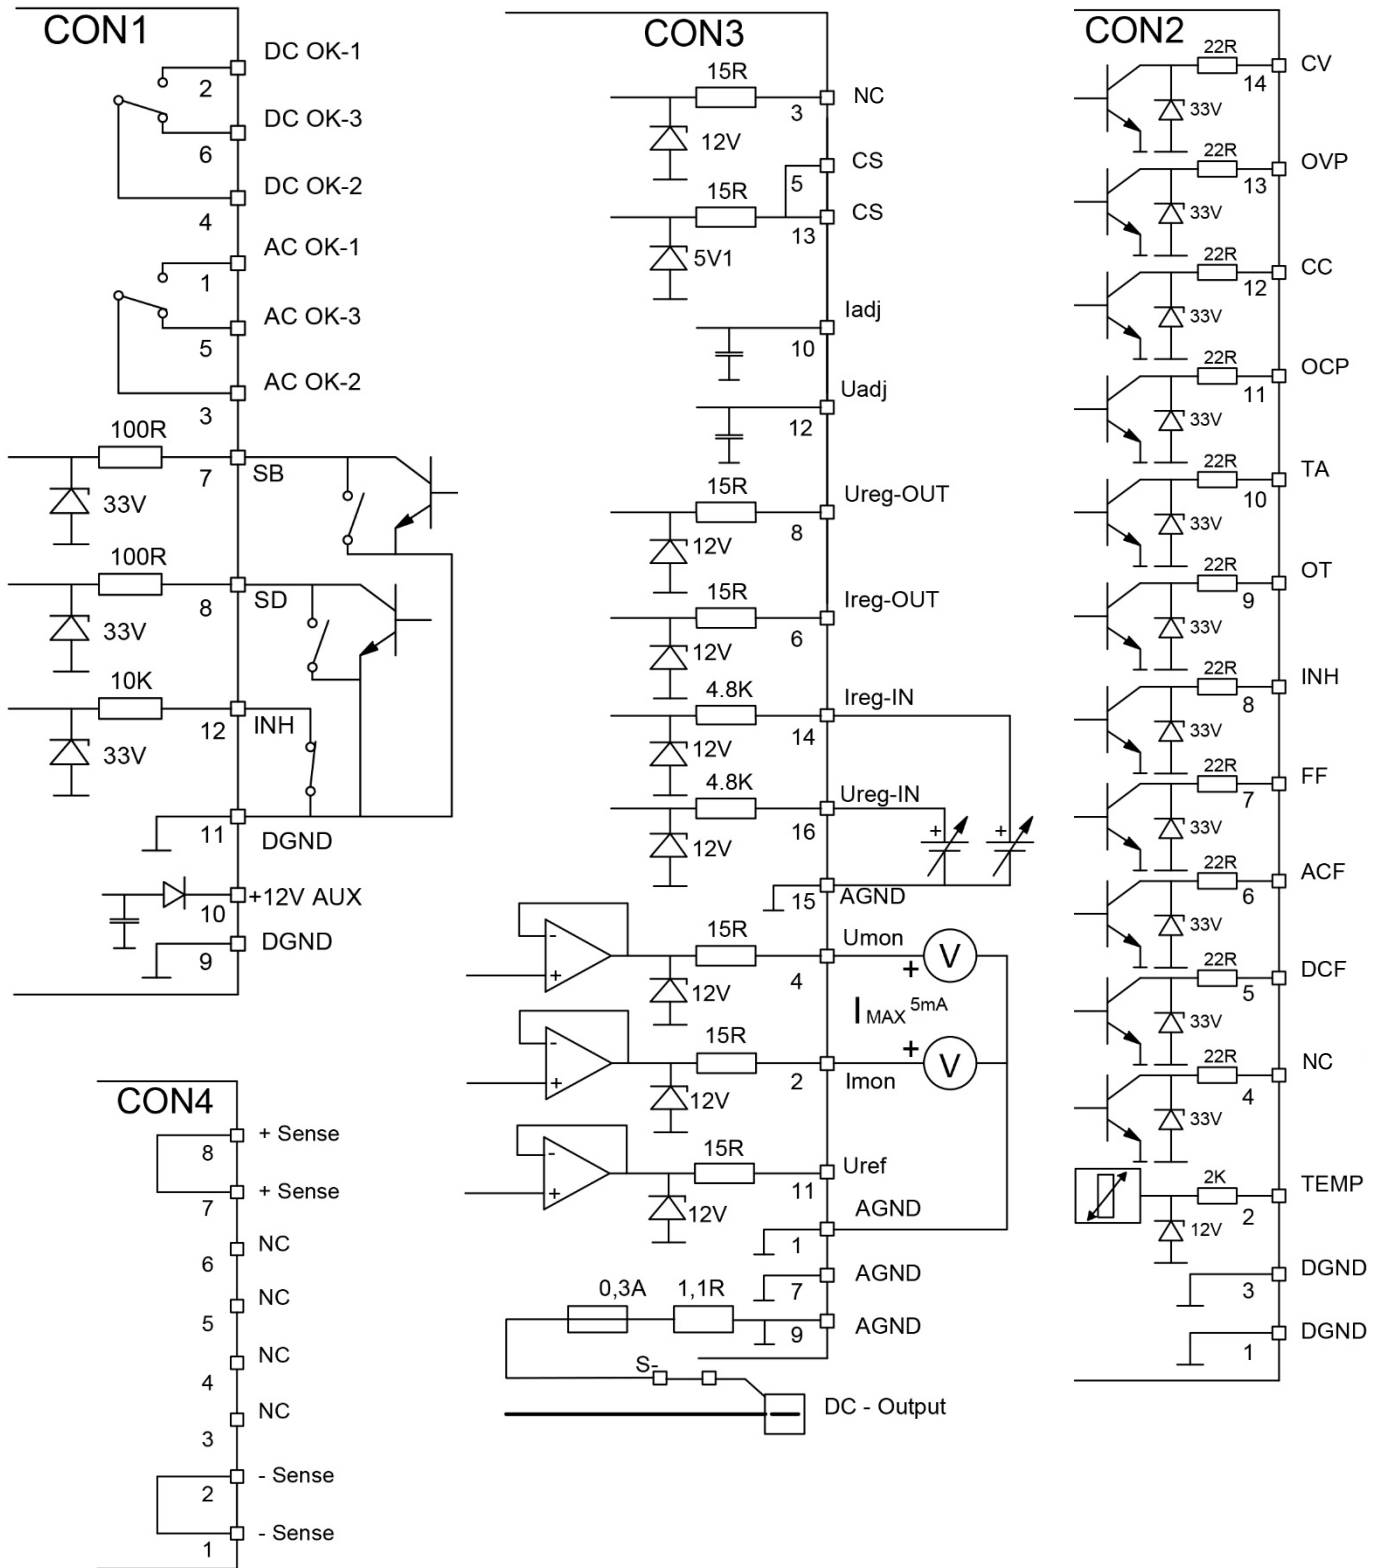 CON1
DC OK-1
2
DC OK-3
6
DC OK-2
4
AC OK-1
1
AC OK-3
5
AC OK-2
3
100R
7
SB
33V
100R
8
SD
33V
10K
12
INH
33V
11
DGND
10
+12V AUX
9
DGND
CON4
8
+ Sense
7
+ Sense
6
NC
5
NC
4
NC
3
NC
2
- Sense
1
- Sense
CON3
15R
3
NC
12V
CS
5
15R
CS
13
5V1
Iadj
10
Uadj
12
15R
Ureg-OUT
8
12V
15R
Ireg-OUT
6
12V
4.8K
Ireg-IN
14
12V
4.8K
Ureg-IN
16
12V
+
+
15
AGND
-
+
15R
Umon
4
12V
+
V
IMAX 5mA
-
+
15R
2
Imon
12V
+
V
-
+
15R
Uref
11
12V
AGND
1
AGND
7
0,3A
1,1R
9
AGND
S-
DC - Output
CON2
22R
CV
14
33V
22R
OVP
13
33V
22R
CC
12
33V
22R
OCP
11
33V
22R
TA
10
33V
22R
OT
9
33V
22R
INH
8
33V
22R
FF
7
33V
22R
ACF
6
33V
22R
DCF
5
33V
22R
NC
4
33V
2K
TEMP
2
12V
DGND
3
DGND
1